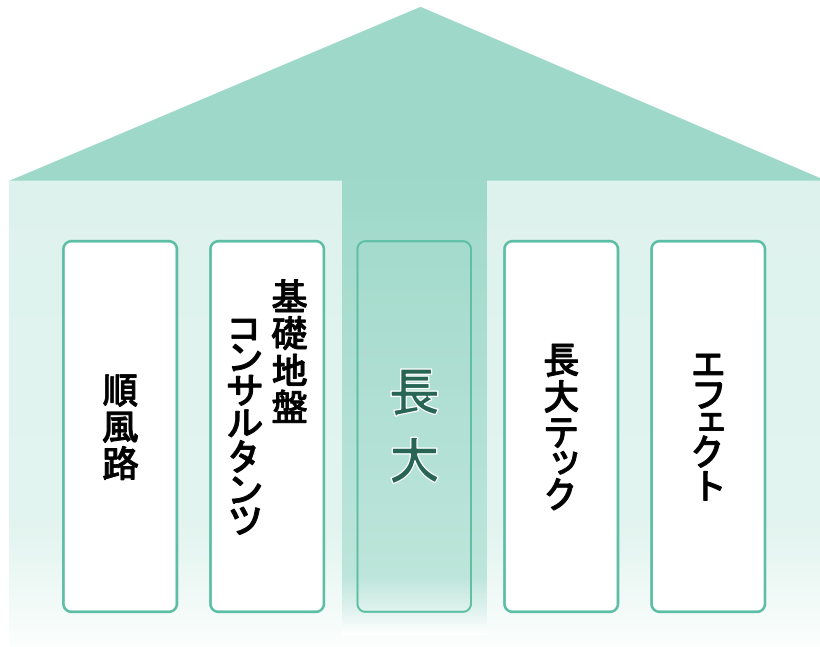 順風路
基礎地盤
コンサルタンツ
長大
長大テック
エフェクト